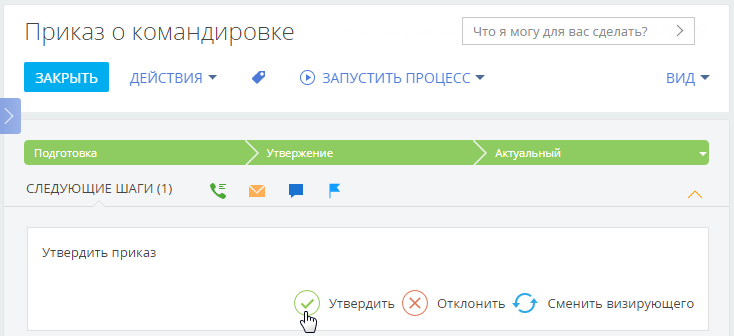 Приказ о командировке
Что я могу для вас сделать?
ЗАКРЫТЬ ДЕЙСТВИЯ ЗАПУСТИТЬ ПРОЦЕСС ВИД
Подготовка Утвержение Актуальный
СЛЕДУЮЩИЕ ШАГИ (1)
Утвердить приказ
Утвердить Отклонить Сменить визирующего